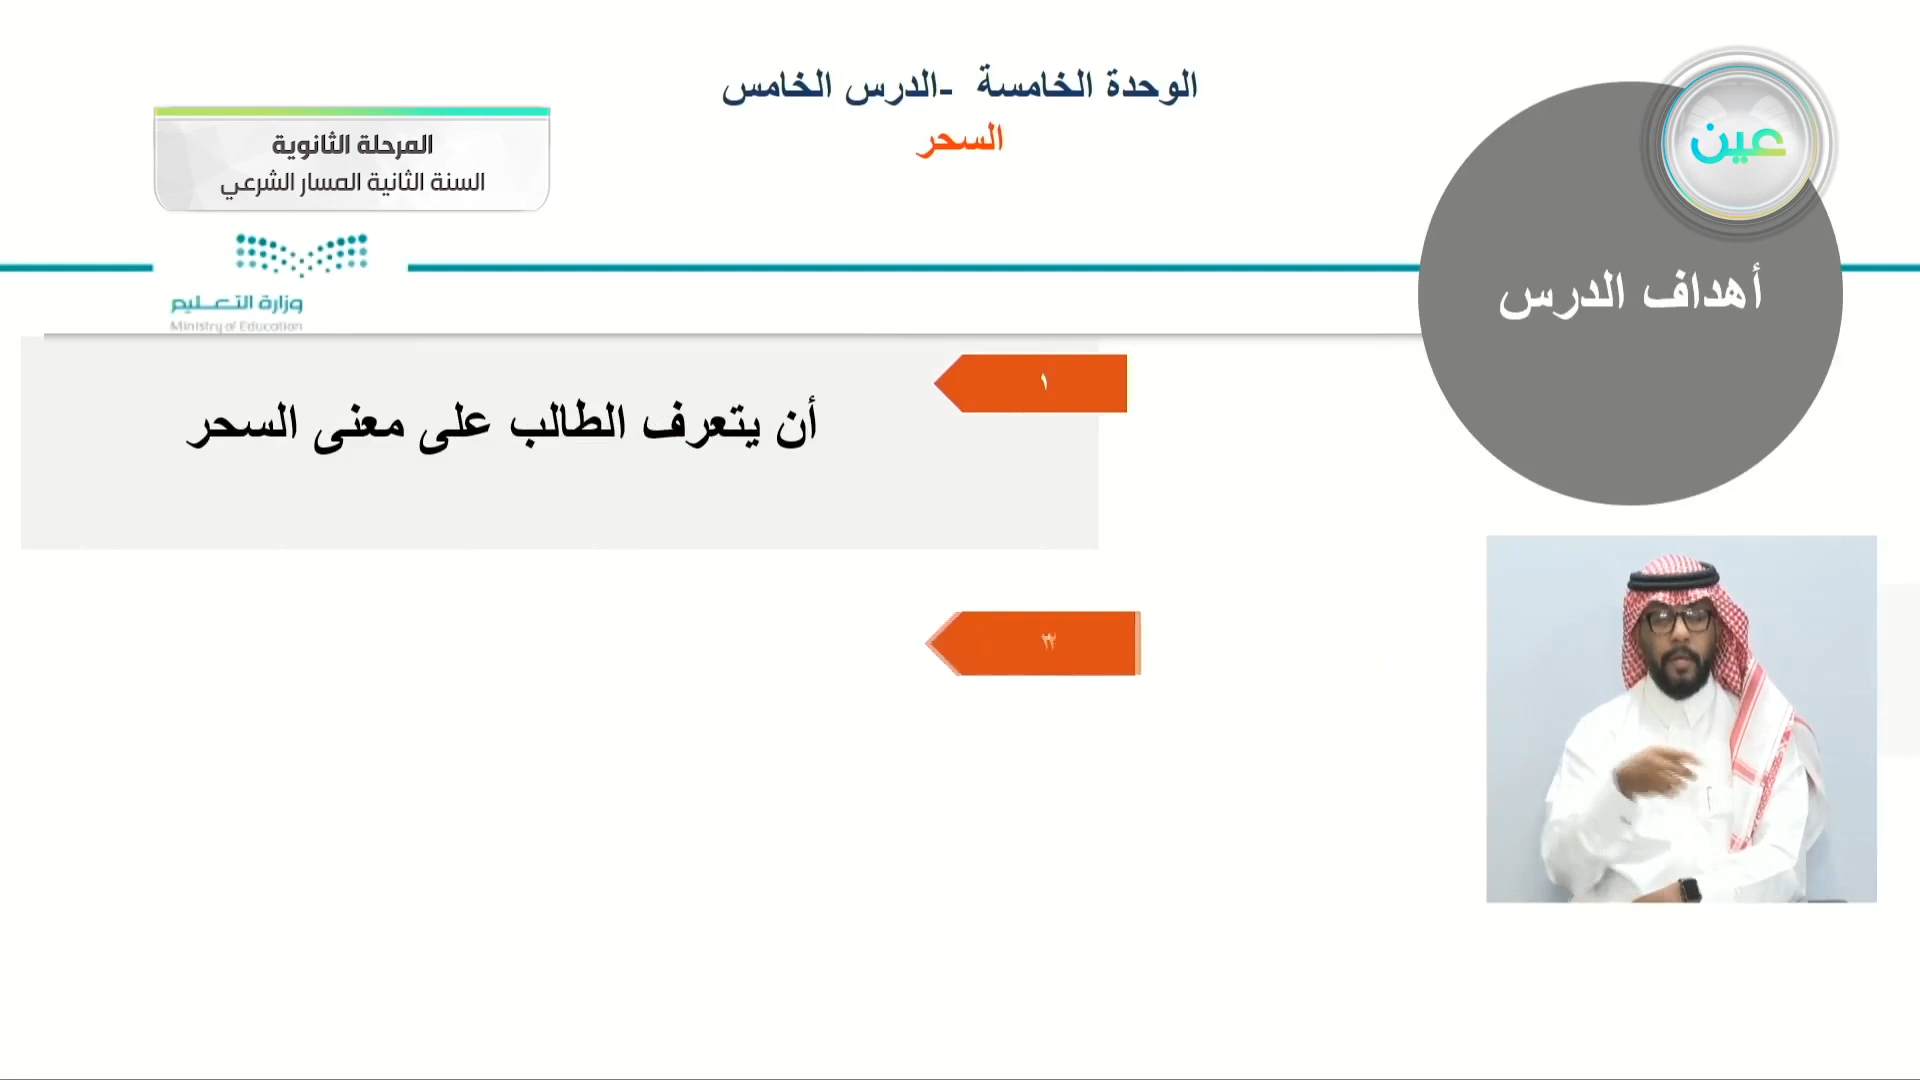 الوحدة الخامسة -الدرس الخامس
السحر
عين
المرحلة الثانوية
السنة الثانية المسار الشرعي
وزارة التعليم
Ministry of Education
أهداف الدرس
١
أن يتعرف الطالب على معنى السحر